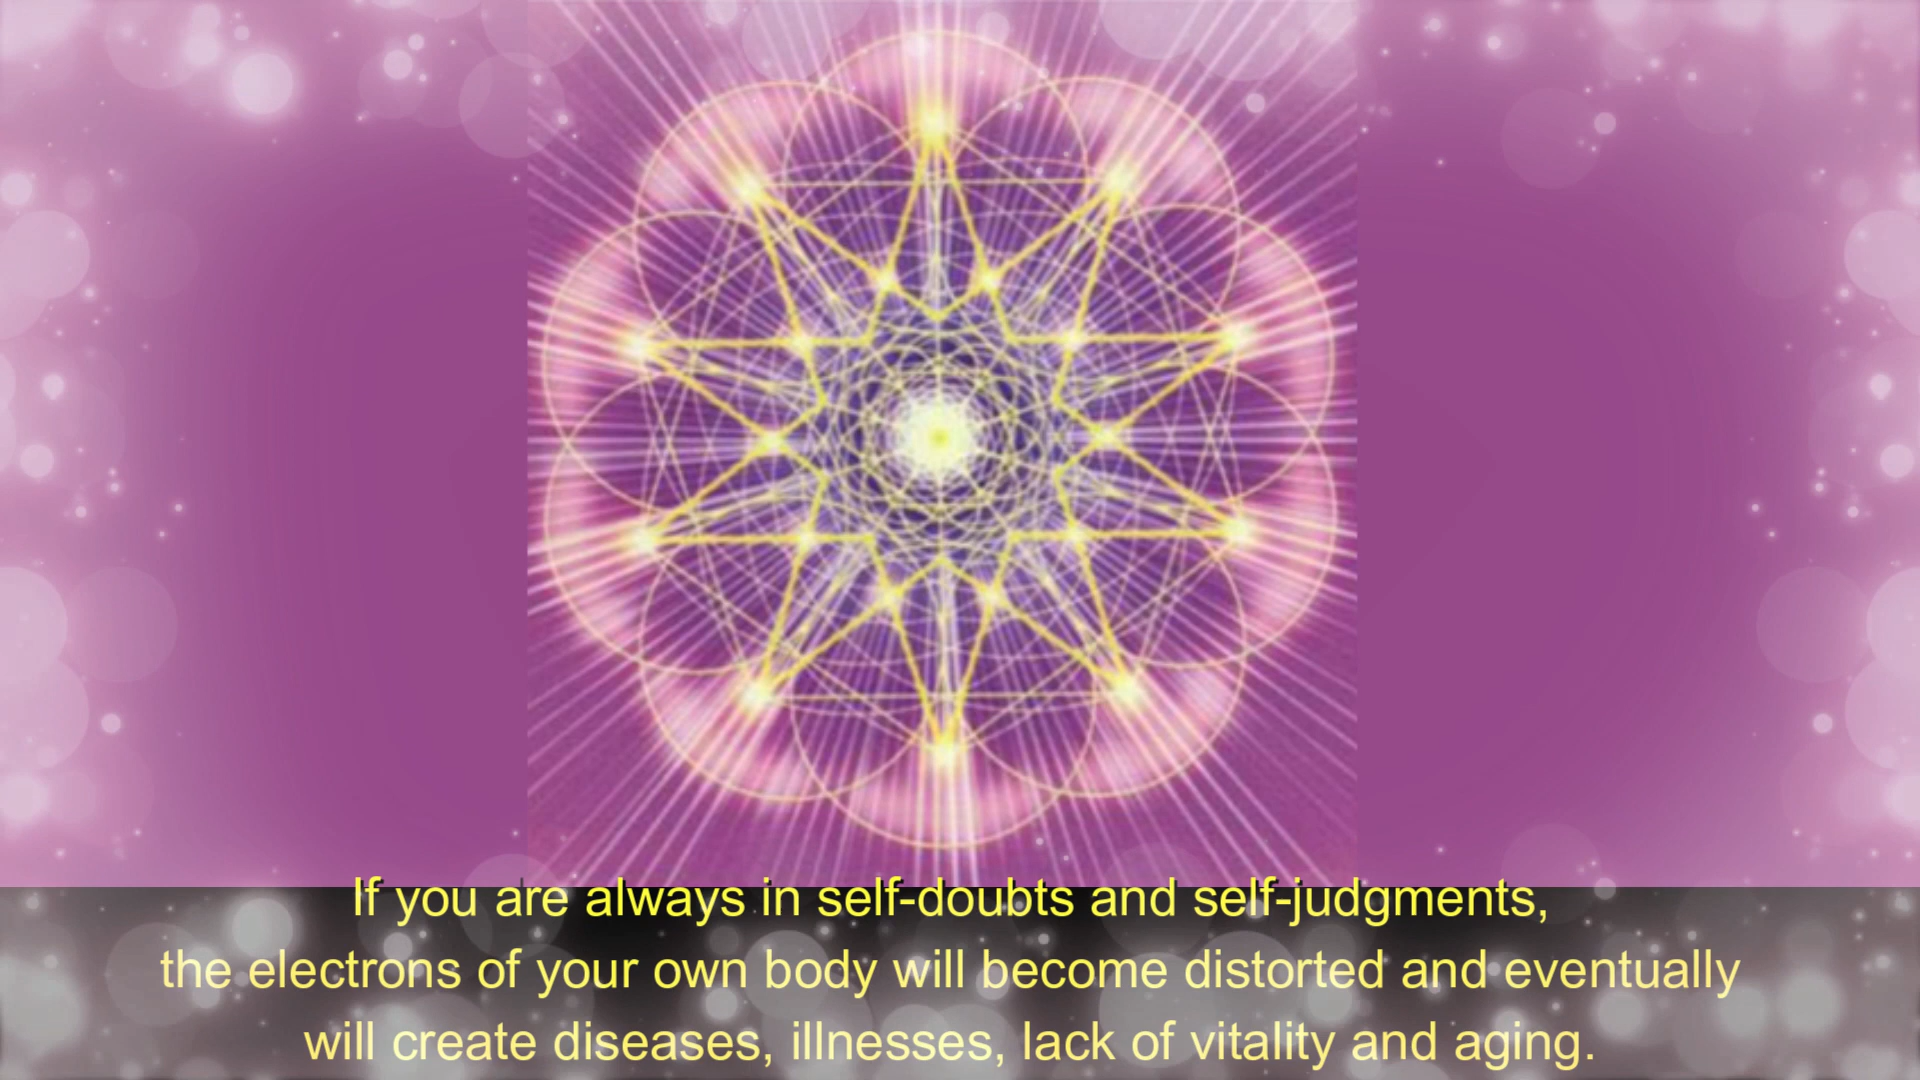 If you are always in self-doubts and self-judgments,
the electrons of your own body will become distorted and eventually
will create diseases, illnesses, lack of vitality and aging.